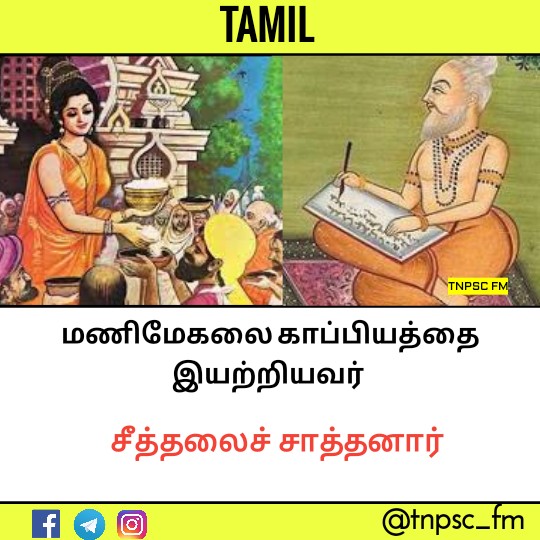 TAMIL
TNPSC FM
மணிமேகலை காப்பியத்தை
இயற்றியவர்
சீத்தலைச் சாத்தனார்
@tnpsc_fm